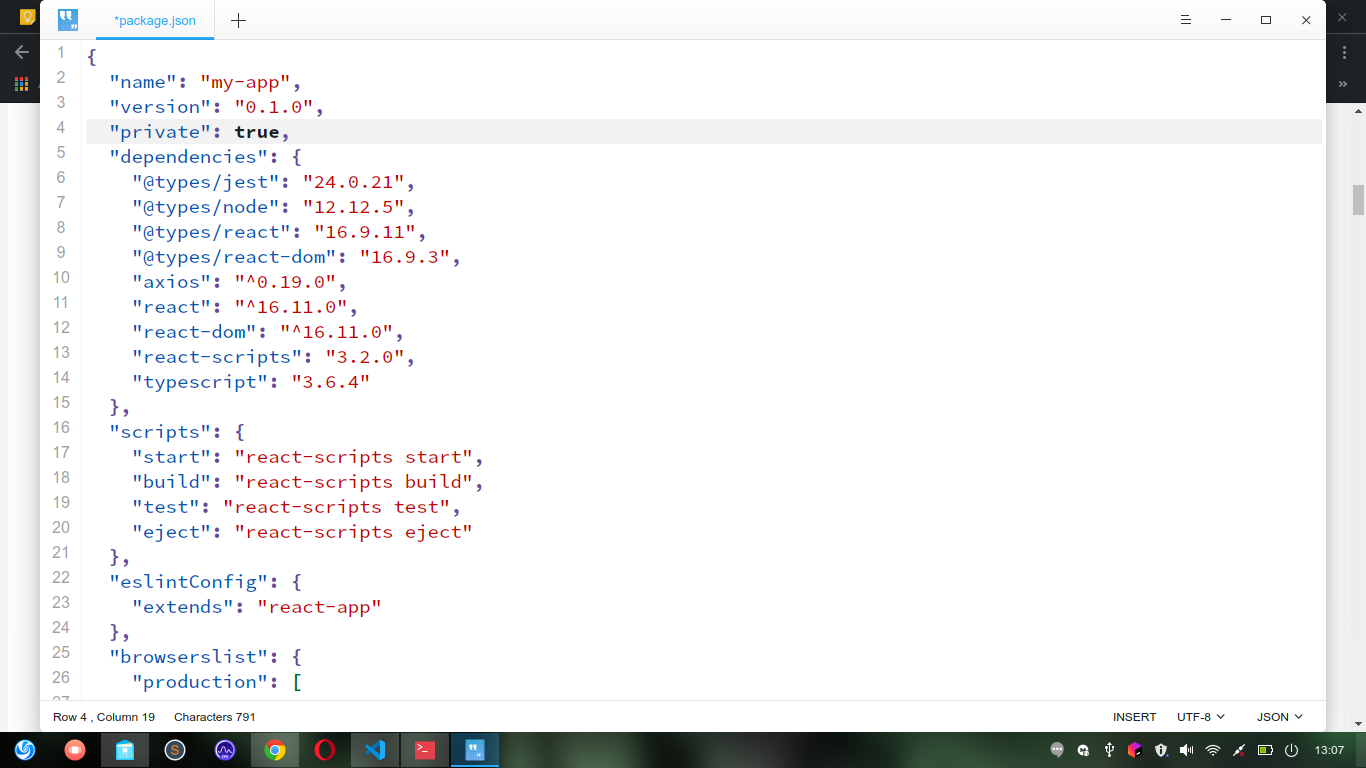 *package.json
1 {
2   "name": "my-app",
3   "version": "0.1.0",
4   "private": true,
5   "dependencies": {
6     "@types/jest": "24.0.21",
7     "@types/node": "12.12.5",
8     "@types/react": "16.9.11",
9     "@types/react-dom": "16.9.3",
10     "axios": "^0.19.0",
11     "react": "^16.11.0",
12     "react-dom": "^16.11.0",
13     "react-scripts": "3.2.0",
14     "typescript": "3.6.4"
15   },
16   "scripts": {
17     "start": "react-scripts start",
18     "build": "react-scripts build",
19     "test": "react-scripts test",
20     "eject": "react-scripts eject"
21   },
22   "eslintConfig": {
23     "extends": "react-app"
24   },
25   "browserslist": {
26     "production": [
Row 4 , Column 19 Characters 791 INSERT UTF-8 JSON
13:07